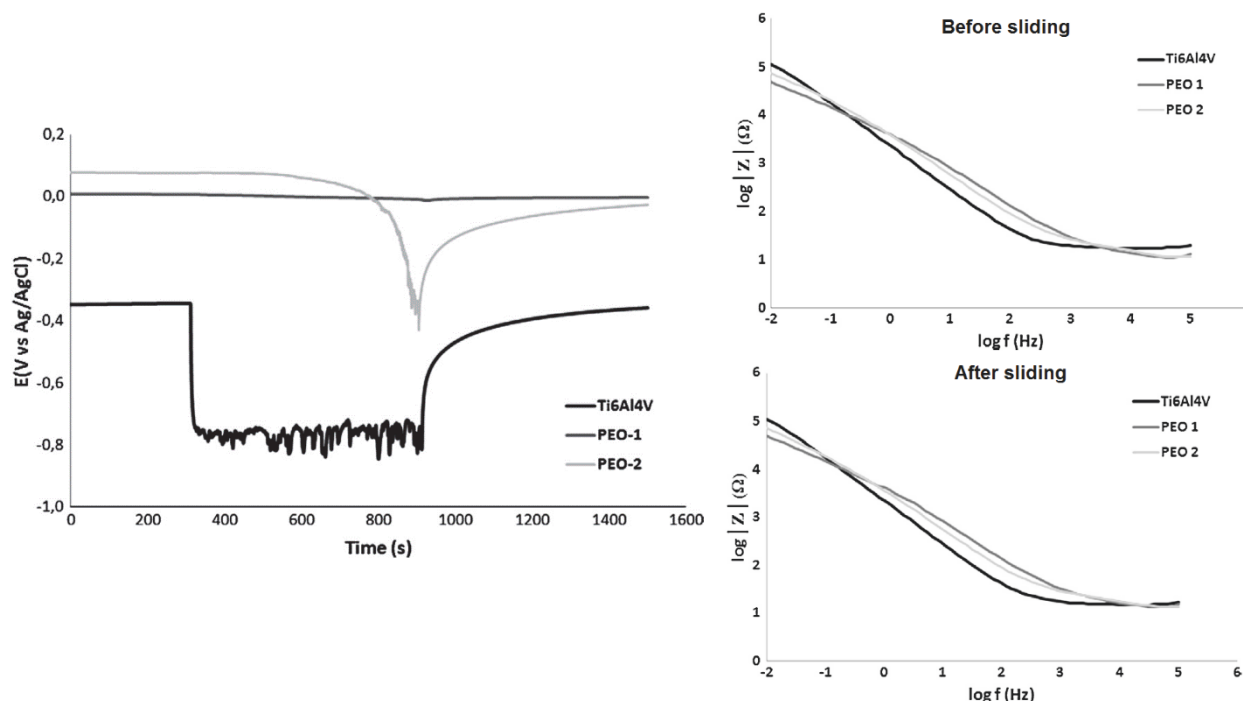 0,2
0,0
-0,2
-0,4
-0,6
-0,8
-1,0
E(V vs Ag/AgCl)
0 200 400 600 800 1000 1200 1400 1600
Time (s)
Ti6Al4V
PEO-1
PEO-2
Before sliding
6
5
4
3
2
1
0
log | Z | (Ω)
-2 -1 0 1 2 3 4 5
log f (Hz)
Ti6Al4V
PEO 1
PEO 2
After sliding
6
5
4
3
2
1
0
log | Z | (Ω)
-2 -1 0 1 2 3 4 5 6
log f (Hz)
Ti6Al4V
PEO 1
PEO 2